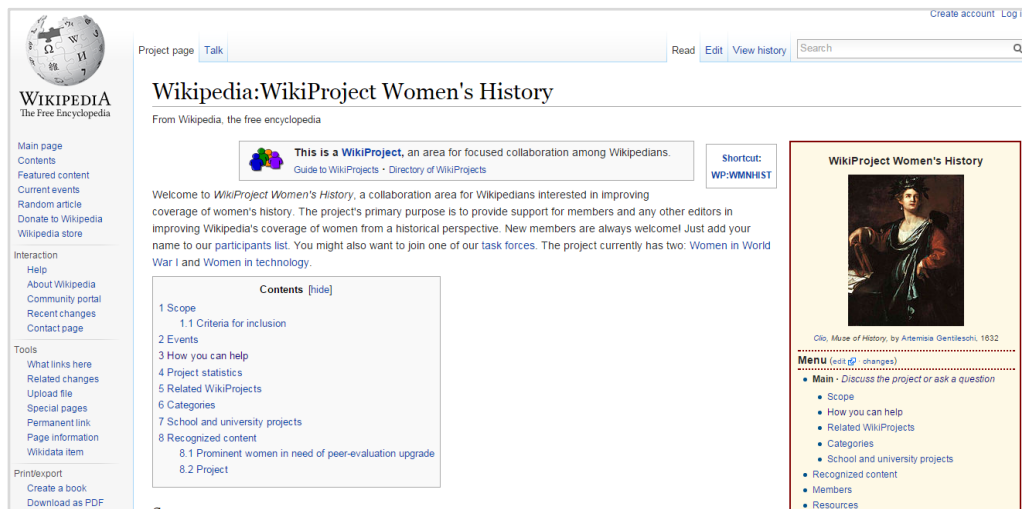 Create account Log i
Project page Talk Read Edit View history Search
WIKIPEDIA
The Free Encyclopedia
Main page
Contents
Featured content
Current events
Random article
Donate to Wikipedia
Wikipedia store
Interaction
Help
About Wikipedia
Community portal
Recent changes
Contact page
Tools
What links here
Related changes
Upload file
Special pages
Permanent link
Page information
Wikidata item
Print/export
Create a book
Download as PDF
Wikipedia:WikiProject Women's History
From Wikipedia, the free encyclopedia
This is a WikiProject, an area for focused collaboration among Wikipedians.
Guide to WikiProjects · Directory of WikiProjects
Shortcut:
WP:WMNHIST
Welcome to WikiProject Women's History, a collaboration area for Wikipedians interested in improving
coverage of women's history. The project's primary purpose is to provide support for members and any other editors in
improving Wikipedia's coverage of women from a historical perspective. New members are always welcome! Just add your
name to our participants list. You might also want to join one of our task forces. The project currently has two: Women in World
War I and Women in technology.
Contents [hide]
1 Scope
1.1 Criteria for inclusion
2 Events
3 How you can help
4 Project statistics
5 Related WikiProjects
6 Categories
7 School and university projects
8 Recognized content
8.1 Prominent women in need of peer-evaluation upgrade
8.2 Project
WikiProject Women's History
Clio, Muse of History, by Artemisia Gentileschi, 1632
Menu (edit · changes)
Main · Discuss the project or ask a question
Scope
How you can help
Related WikiProjects
Categories
School and university projects
Recognized content
Members
Resources